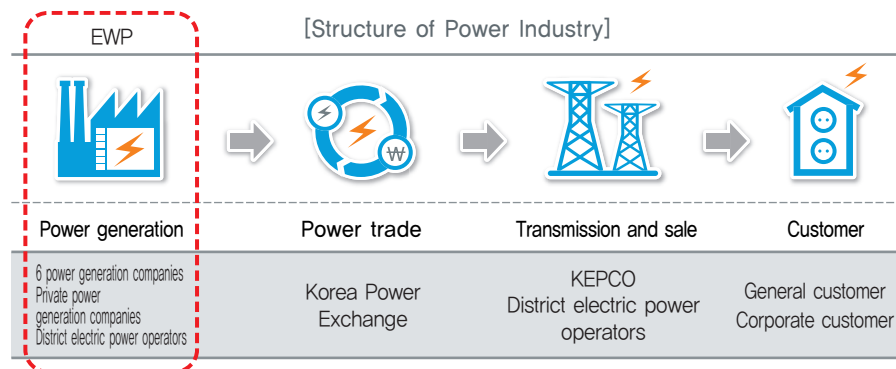 EWP
[Structure of Power Industry]
₩
Power generation
Power trade
Transmission and sale
Customer
6 power generation companies
Private power
generation companies
District electric power operators
Korea Power
Exchange
KEPCO
District electric power
operators
General customer
Corporate customer